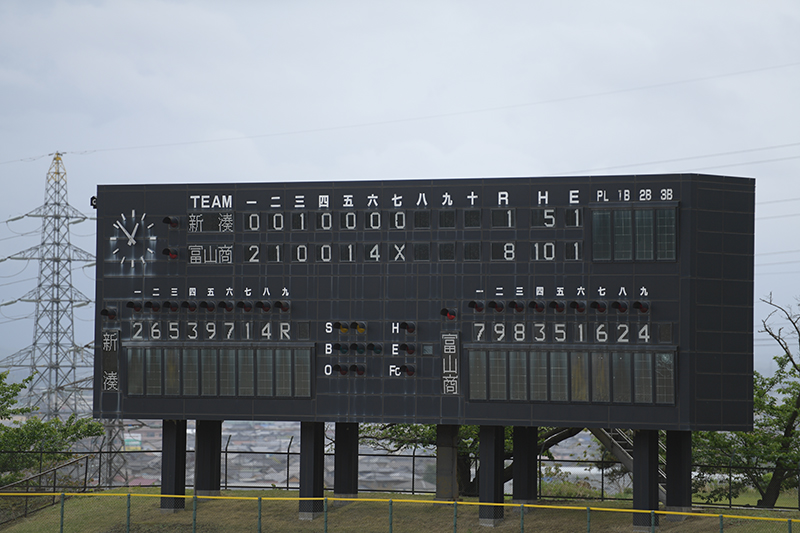 TEAM 一 二 三 四 五 六 七 八 九 十 R H E PL 1B 2B 3B
新湊 0 0 1 0 0 0 0 1 5 1
富山商 2 1 0 0 1 4 X 8 10 1
一 二 三 四 五 六 七 八 九
一 二 三 四 五 六 七 八 九
2 6 5 3 9 7 1 4 R
7 9 8 3 5 1 6 2 4
新湊
富山商
S H
B E
O Fc